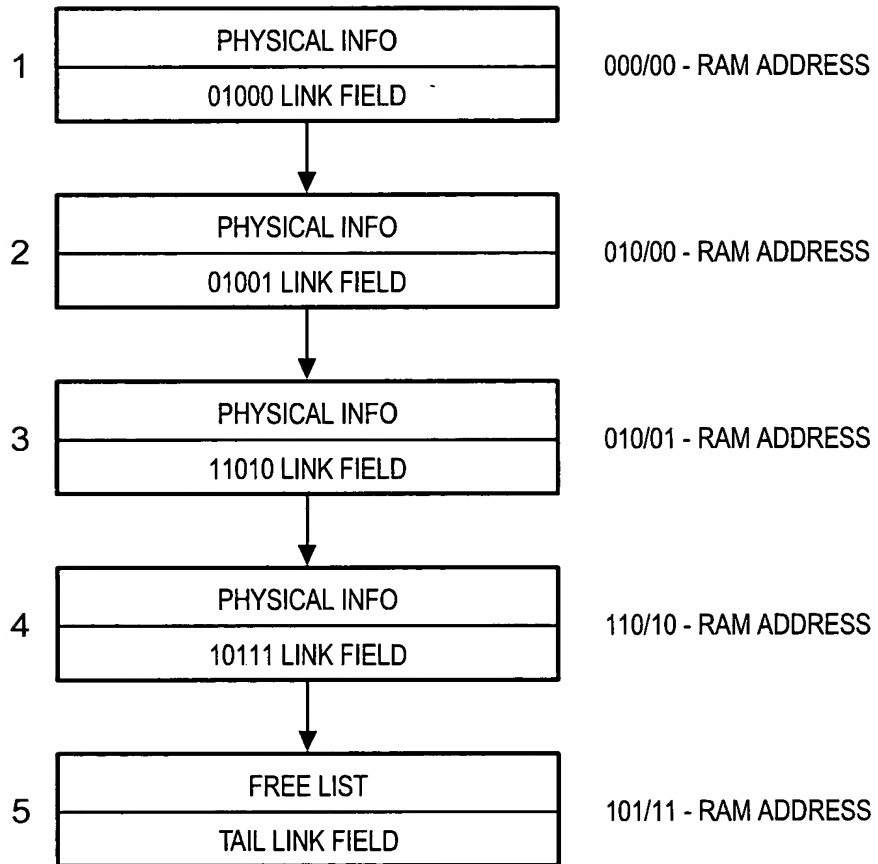 PHYSICAL INFO
1
000/00 - RAM ADDRESS
01000 LINK FIELD
PHYSICAL INFO
2
010/00 - RAM ADDRESS
01001 LINK FIELD
PHYSICAL INFO
3
010/01 - RAM ADDRESS
11010 LINK FIELD
PHYSICAL INFO
4
110/10 - RAM ADDRESS
10111 LINK FIELD
FREE LIST
5
101/11 - RAM ADDRESS
TAIL LINK FIELD